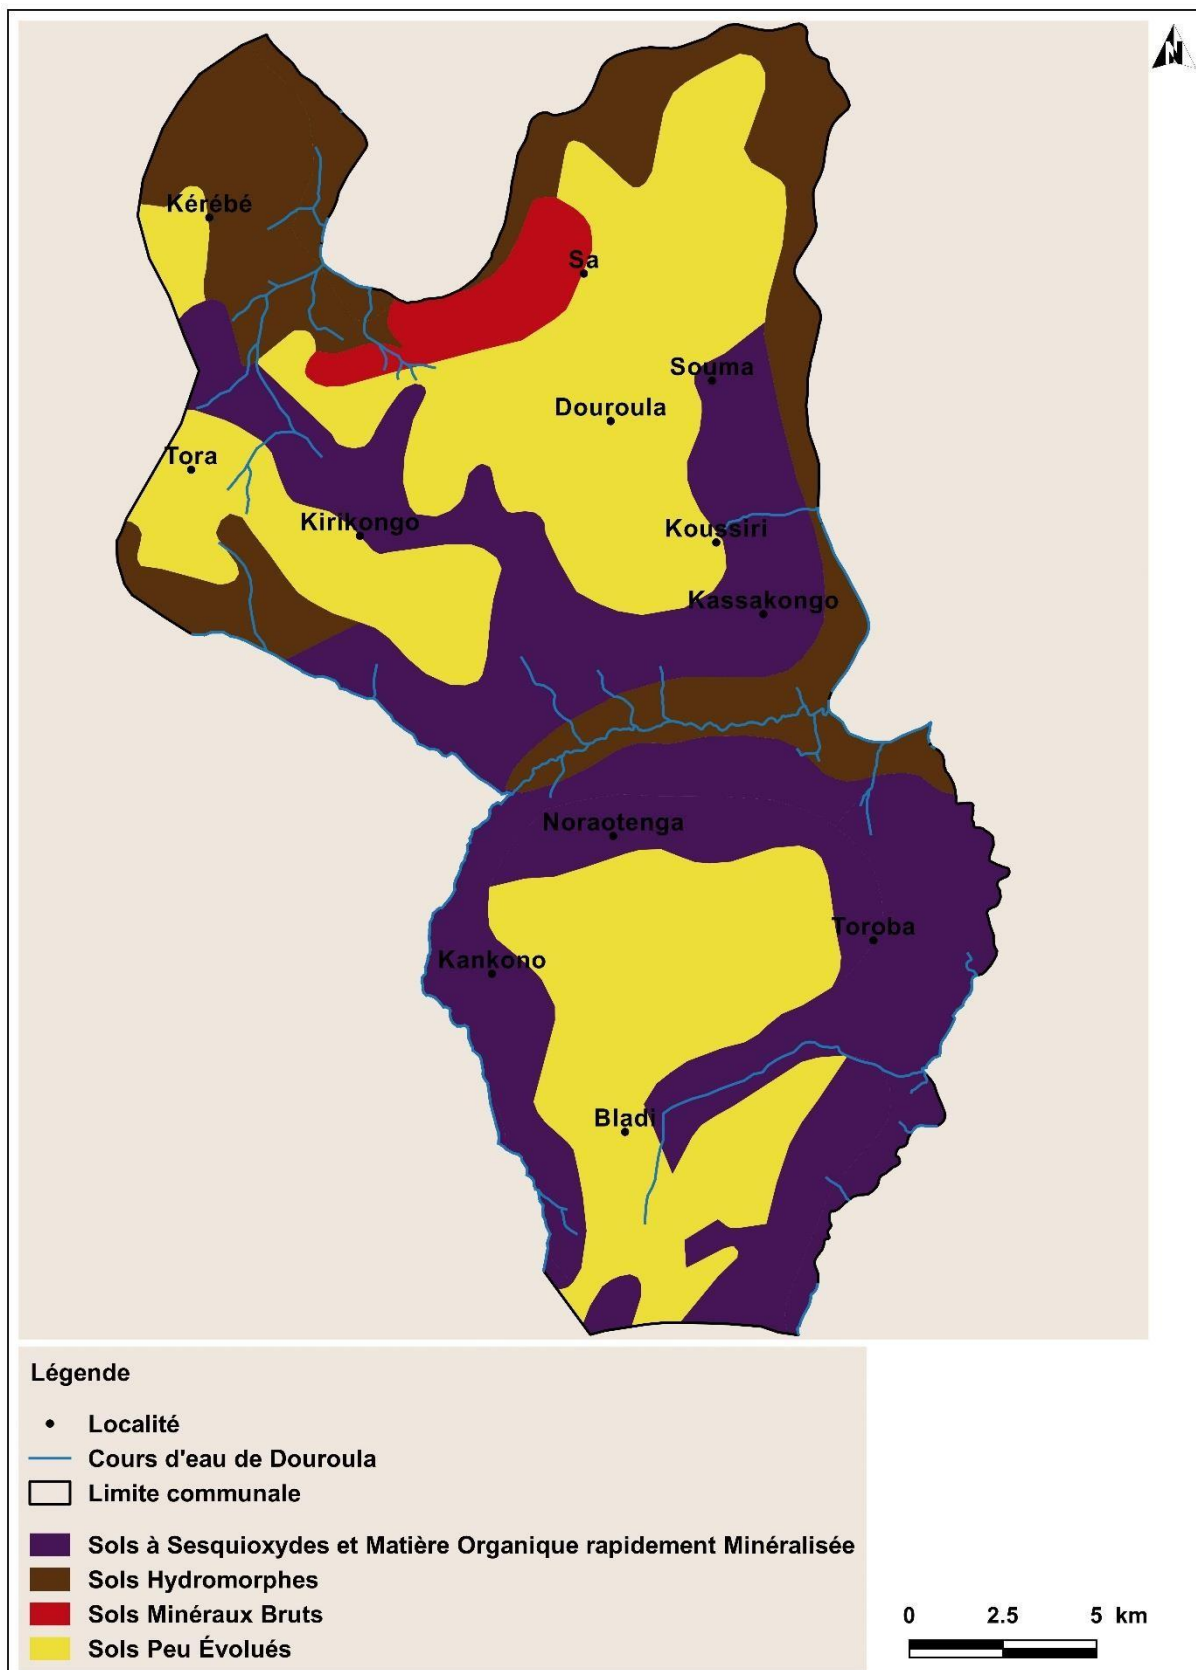 N
Kérébé
Sa
Souma
Douroula
Tora
Kirikongo
Koussiri
Kassakongo
Noraotenga
Toroba
Kankono
Bladi
Légende
Localité
Cours d'eau de Douroula
Limite communale
Sols à Sesquioxydes et Matière Organique rapidement Minéralisée
Sols Hydromorphes
Sols Minéraux Bruts
Sols Peu Évolués
0 2.5 5 km